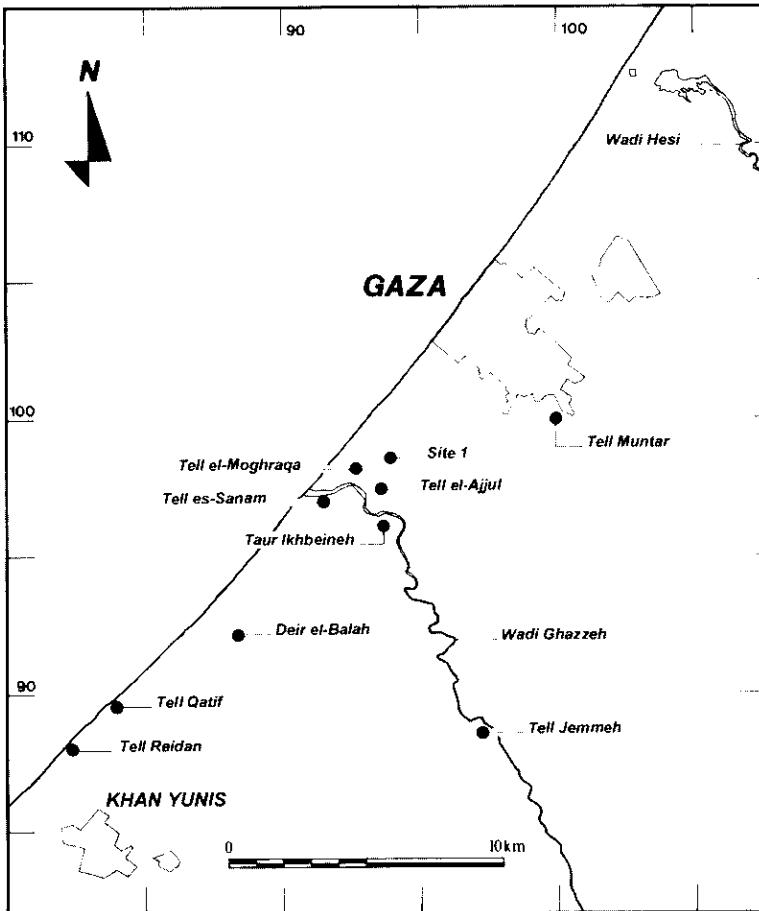 90
100
N
110
Wadi Hesi
GAZA
100
Tell Muntar
Site 1
Tell el-Moghraqa
Tell el-Ajjul
Tell es-Sanam
Taur Ikhbeineh
Deir el-Balah
Wadi Ghazzeh
90
Tell Qatif
Tell Jemmeh
Tell Reidan
KHAN YUNIS
0
10km